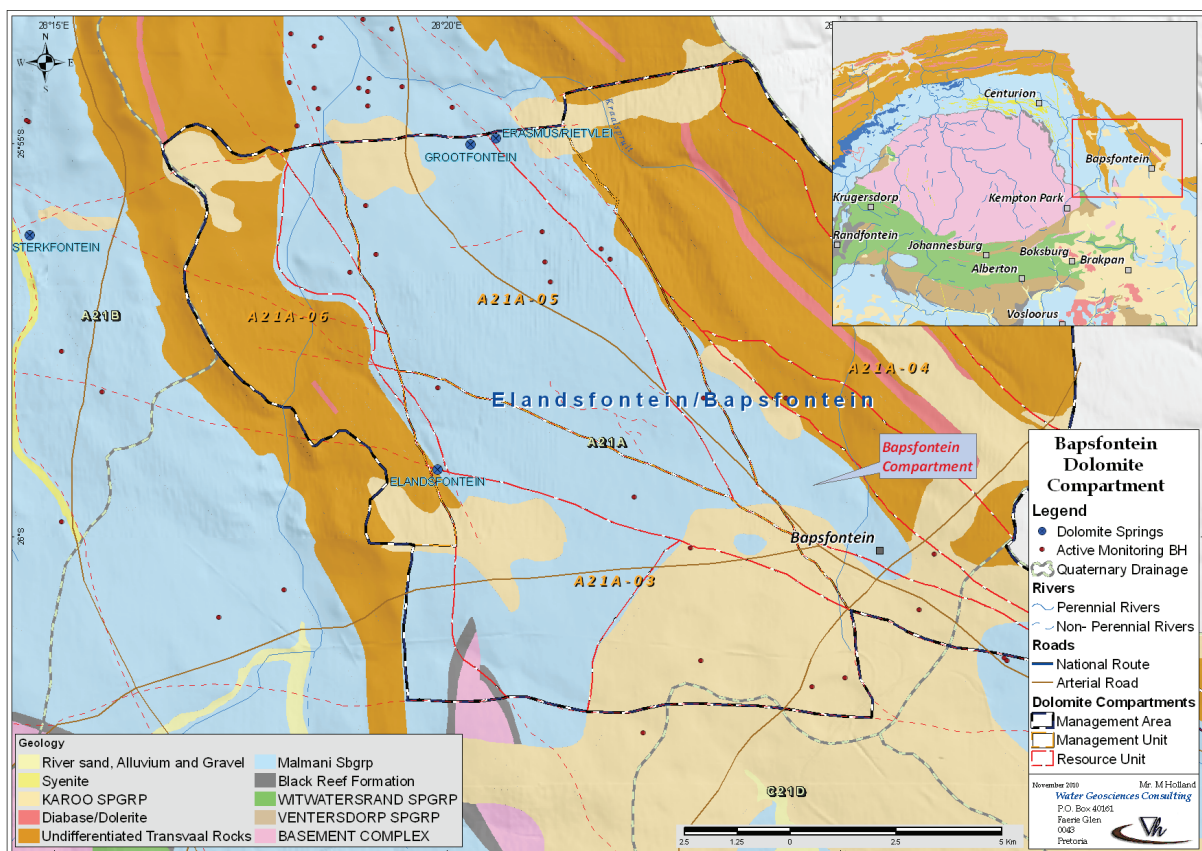 28°15'E
28°20'E
25°55'S
26°S
N
W
E
S
ERASMUS/RIETVLEI
GROOTFONTEIN
Kraalspruit
STERKFONTEIN
A21B
A21A-06
A21A-05
A21A-04
Elandsfontein/Bapsfontein
A21A
Bapsfontein
Compartment
ELANDSFONTEIN
Bapsfontein
A21A-03
C21D
Centurion
Bapsfontein
Krugersdorp
Kempton Park
Randfontein
Johannesburg
Boksburg
Brakpan
Alberton
Vosloorus
Bapsfontein
Dolomite
Compartment
Legend
Dolomite Springs
Active Monitoring BH
Quaternary Drainage
Rivers
Perennial Rivers
Non- Perennial Rivers
Roads
National Route
Arterial Road
Dolomite Compartments
Management Area
Management Unit
Resource Unit
November 2010
Mr. M Holland
Water Geosciences Consulting
P.O. Box 40161
Faerie Glen
0043
Pretoria
Geology
River sand, Alluvium and Gravel
Syenite
KAROO SPGRP
Diabase/Dolerite
Undifferentiated Transvaal Rocks
Malmani Sbgrp
Black Reef Formation
WITWATERSRAND SPGRP
VENTERSDORP SPGRP
BASEMENT COMPLEX
2.5 1.25 0 2.5 5 Km